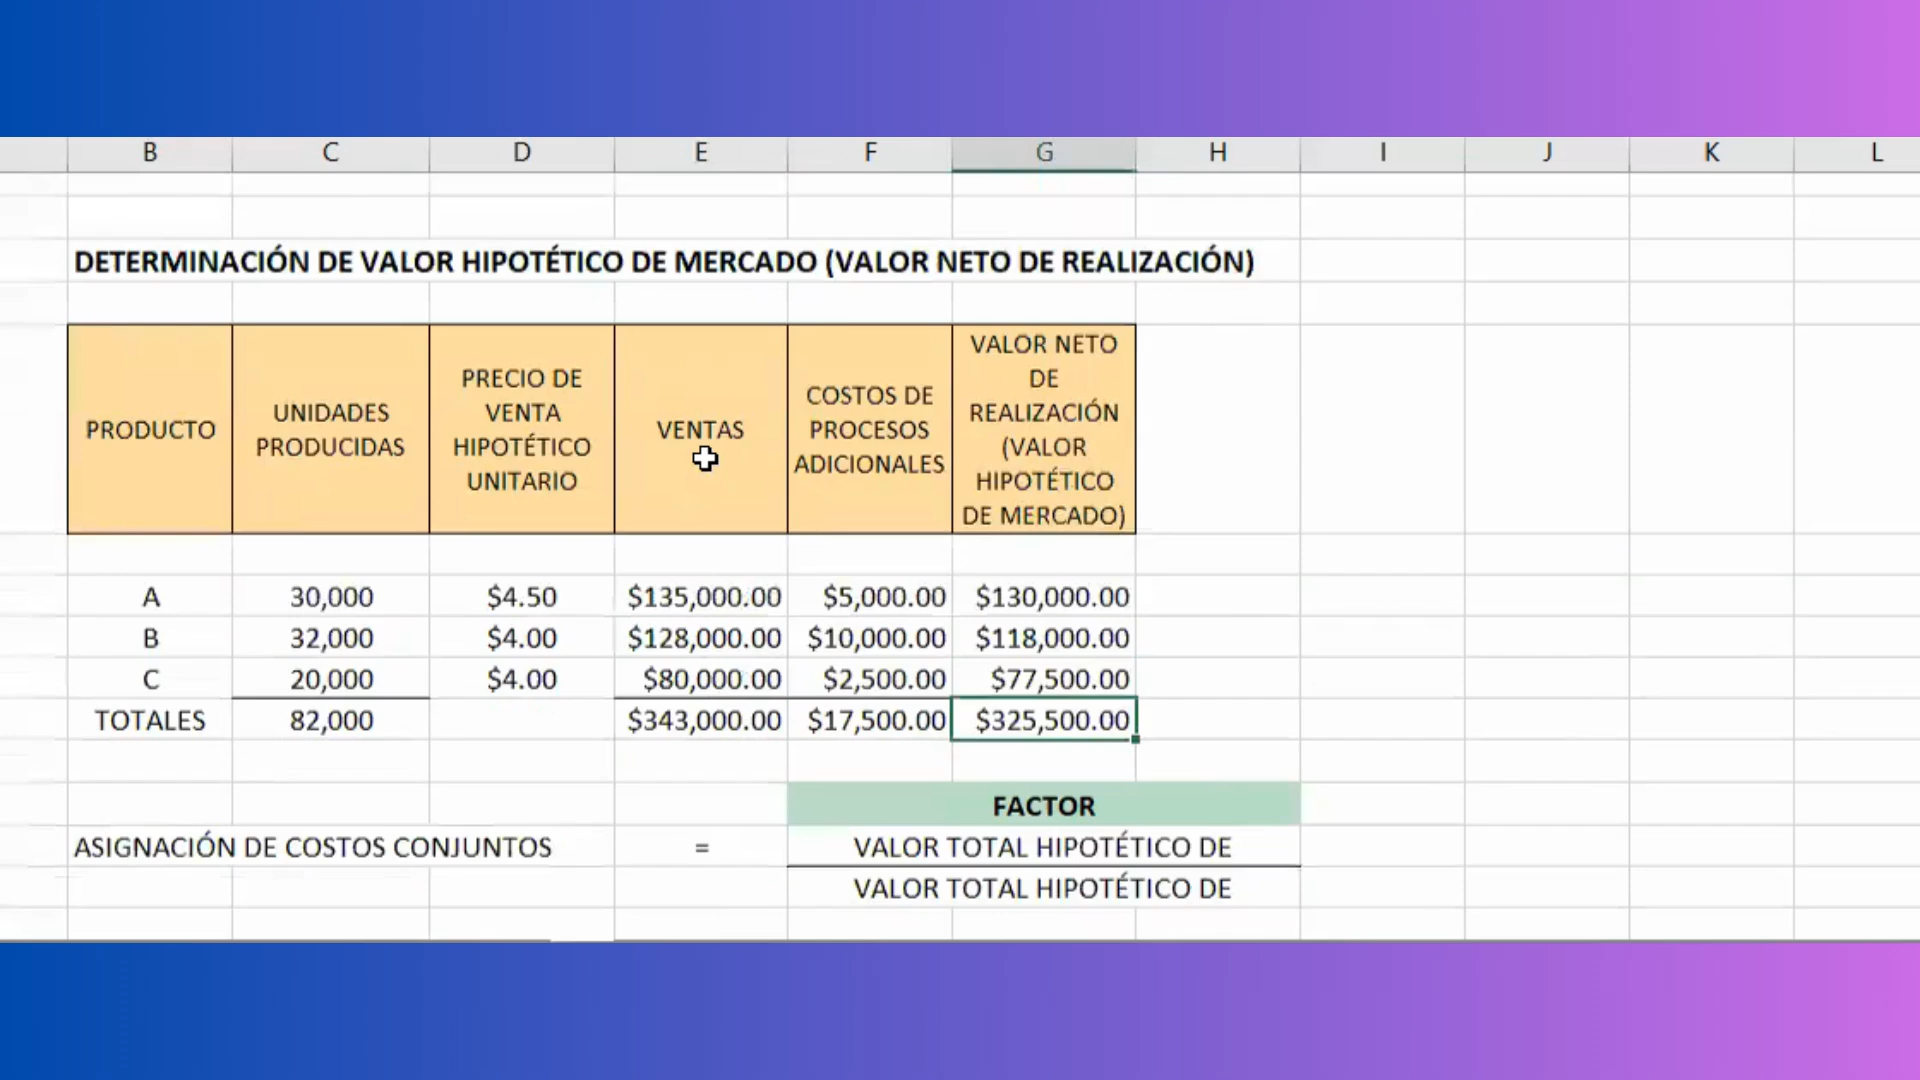 B C D E F G H I J K L
DETERMINACIÓN DE VALOR HIPOTÉTICO DE MERCADO (VALOR NETO DE REALIZACIÓN)
PRODUCTO
UNIDADES
PRODUCIDAS
PRECIO DE
VENTA
HIPOTÉTICO
UNITARIO
VENTAS
COSTOS DE
PROCESOS
ADICIONALES
VALOR NETO
DE
REALIZACIÓN
(VALOR
HIPOTÉTICO
DE MERCADO)
A 30,000 $4.50 $135,000.00 $5,000.00 $130,000.00
B 32,000 $4.00 $128,000.00 $10,000.00 $118,000.00
C 20,000 $4.00 $80,000.00 $2,500.00 $77,500.00
TOTALES 82,000 $343,000.00 $17,500.00 $325,500.00
FACTOR
ASIGNACIÓN DE COSTOS CONJUNTOS = VALOR TOTAL HIPOTÉTICO DE
VALOR TOTAL HIPOTÉTICO DE